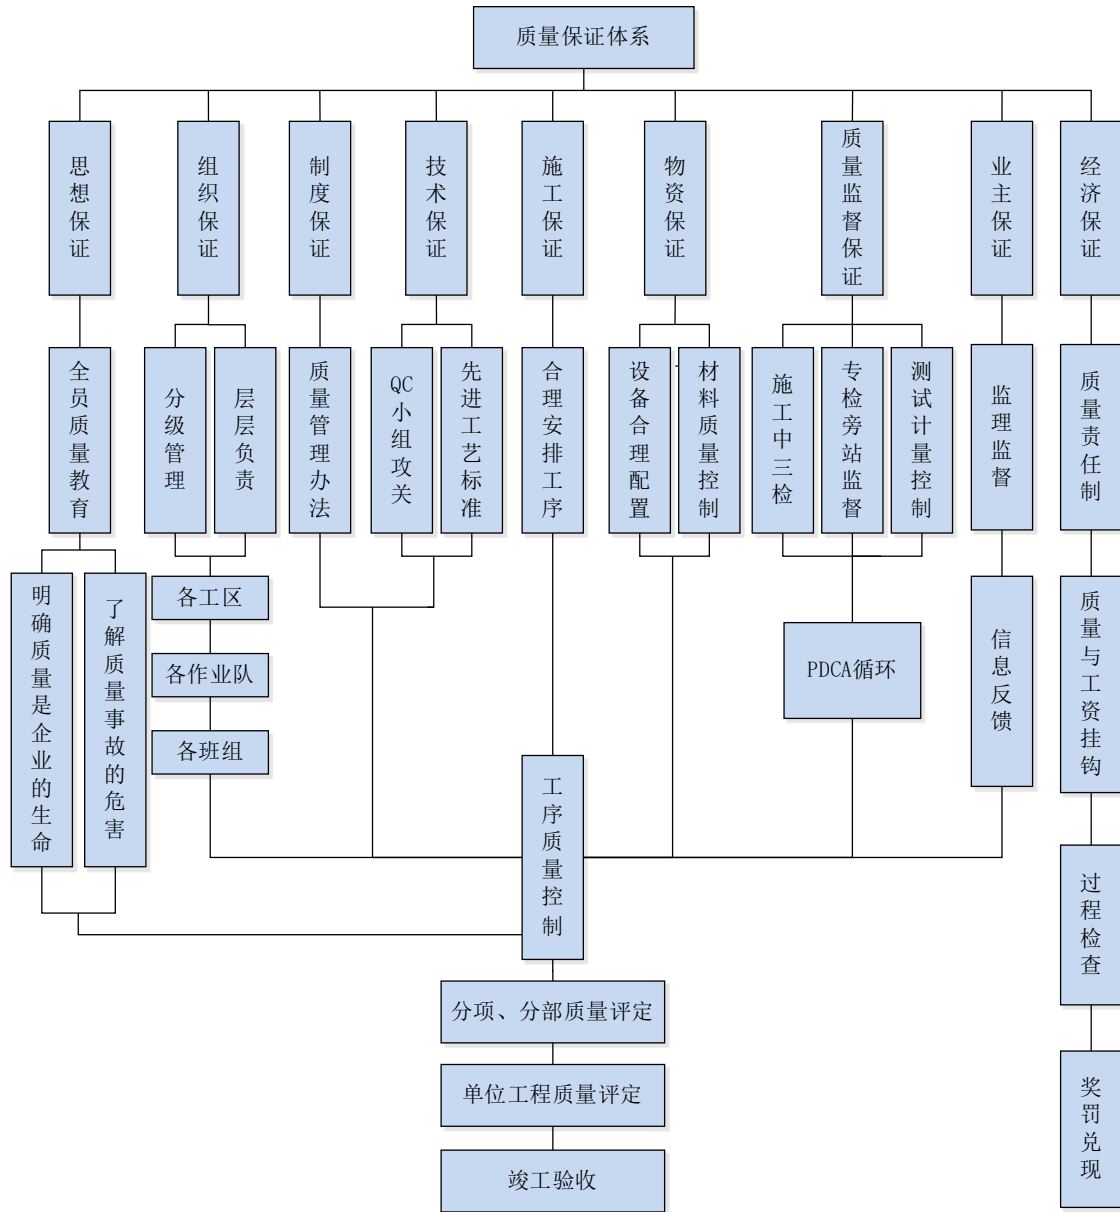 质量保证体系
思想保证
组织保证
制度保证
技术保证
施工保证
物资保证
质量监督保证
业主保证
经济保证
全员质量教育
分级管理
层层负责
质量管理办法
QC小组攻关
先进工艺标准
合理安排工序
设备合理配置
材料质量控制
施工中三检
专检旁站监督
测试计量控制
监理监督
质量责任制
明确质量是企业的生命
了解质量事故的危害
各工区
各作业队
各班组
PDCA循环
信息反馈
质量与工资挂钩
工序质量控制
过程检查
分项、分部质量评定
单位工程质量评定
竣工验收
奖罚兑现